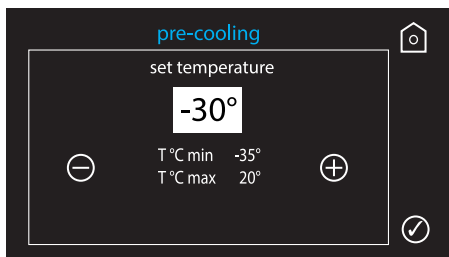 pre-cooling
set temperature
-30°
T °C min -35°
T °C max 20°